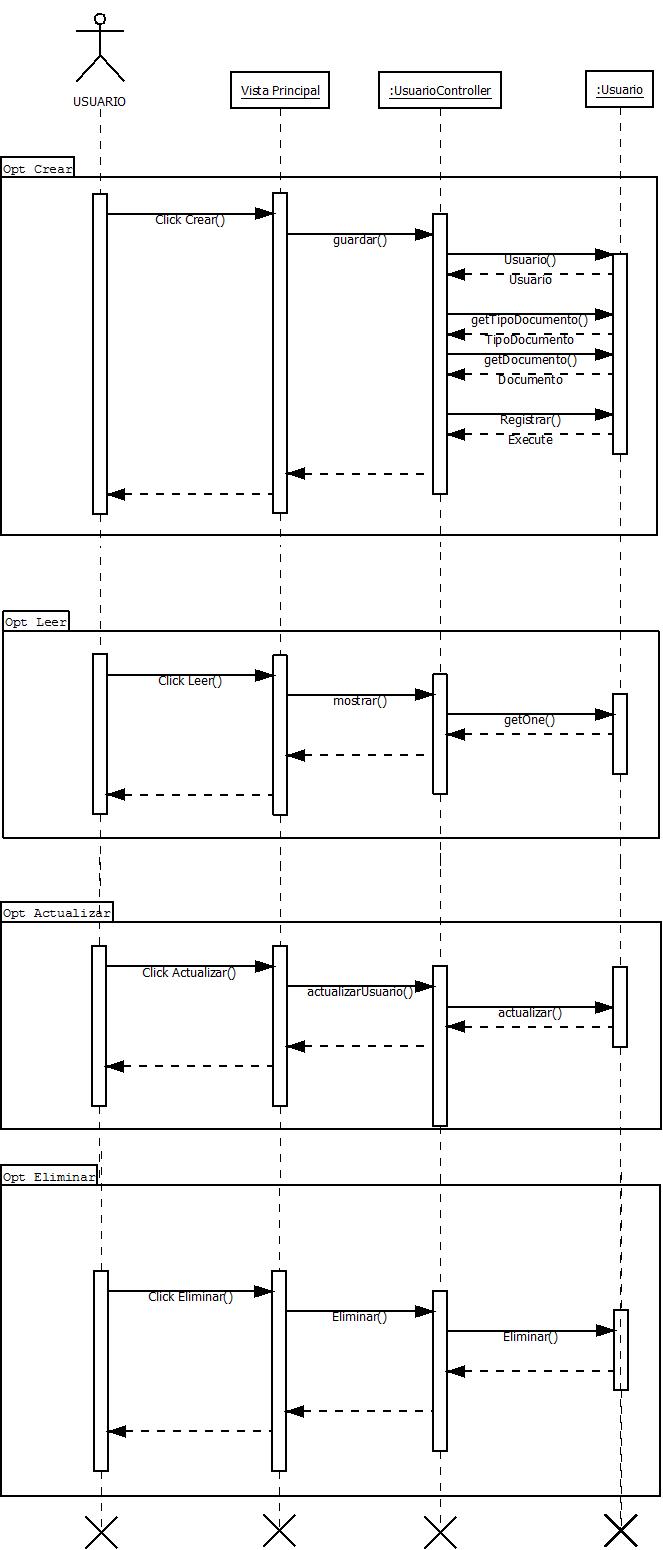 USUARIO
Vista Principal
:UsuarioController
:Usuario
Opt Crear
Click Crear()
guardar()
Usuario()
Usuario
getTipoDocumento()
TipoDocumento
getDocumento()
Documento
Registrar()
Execute
Opt Leer
Click Leer()
mostrar()
getOne()
Opt Actualizar
Click Actualizar()
actualizarUsuario()
actualizar()
Opt Eliminar
Click Eliminar()
Eliminar()
Eliminar()